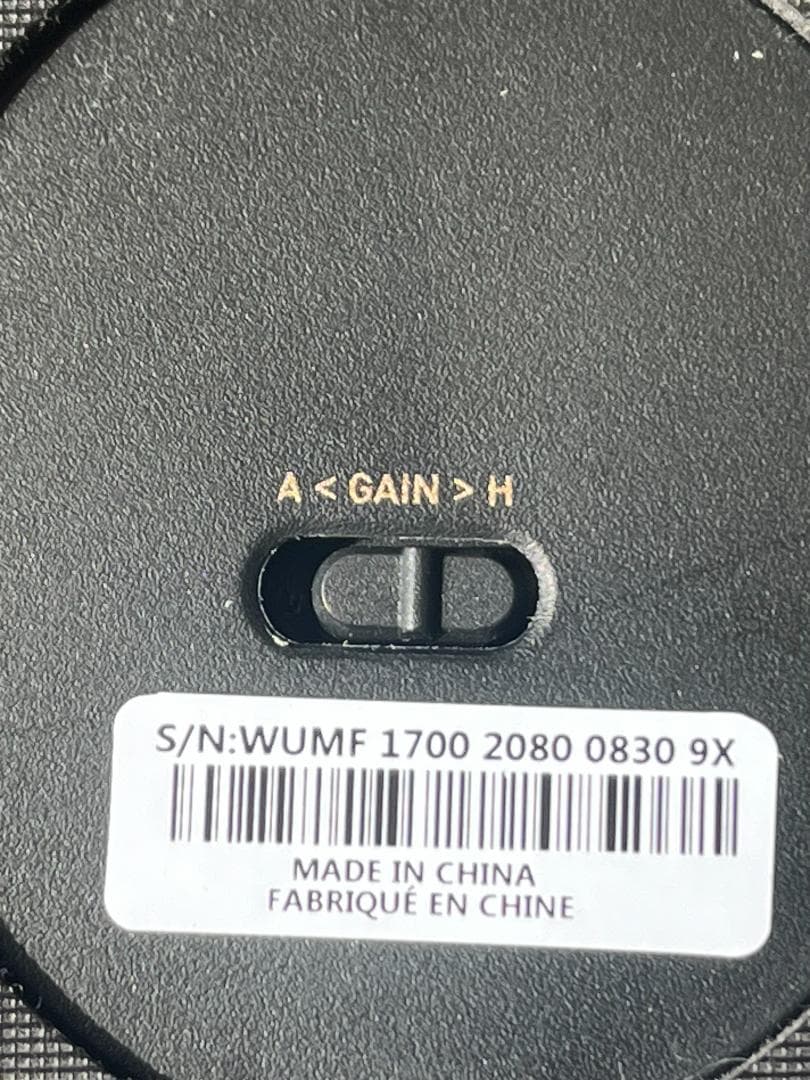 A < GAIN > H
S/N:WUMF 1700 2080 0830 9X
MADE IN CHINA
FABRIQUÉ EN CHINE